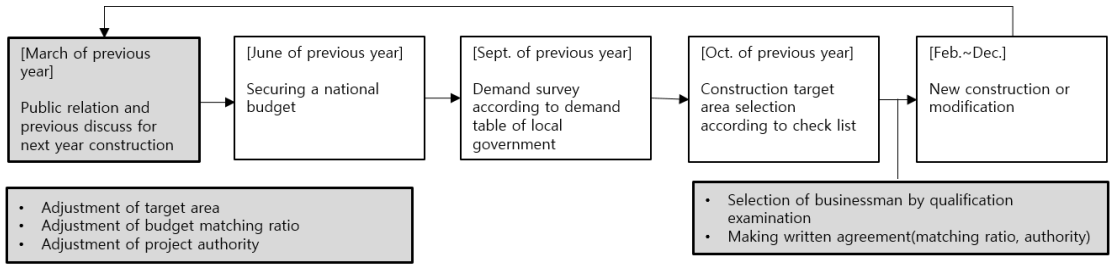 [March of previous
year]
Public relation and
previous discuss for
next year construction
[June of previous year]
Securing a national
budget
[Sept. of previous year]
Demand survey
according to demand
table of local
government
[Oct. of previous year]
Construction target
area selection
according to check list
[Feb.~Dec.]
New construction or
modification
• Adjustment of target area
• Adjustment of budget matching ratio
• Adjustment of project authority
• Selection of businessman by qualification
examination
• Making written agreement(matching ratio, authority)